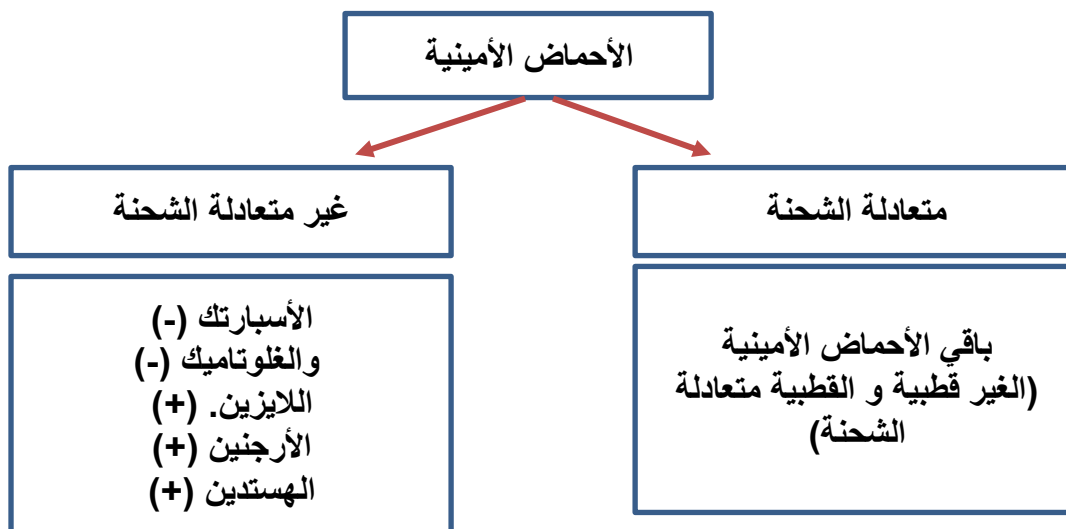 الأحماض الأمينية
متعادلة الشحنة
غير متعادلة الشحنة
باقي الأحماض الأمينية
(الغير قطبية و القطبية متعادلة
الشحنة)
الأسبارتك (-)
والغلوتاميك (-)
اللايزين. (+)
الأرجنين (+)
الهستدين (+)